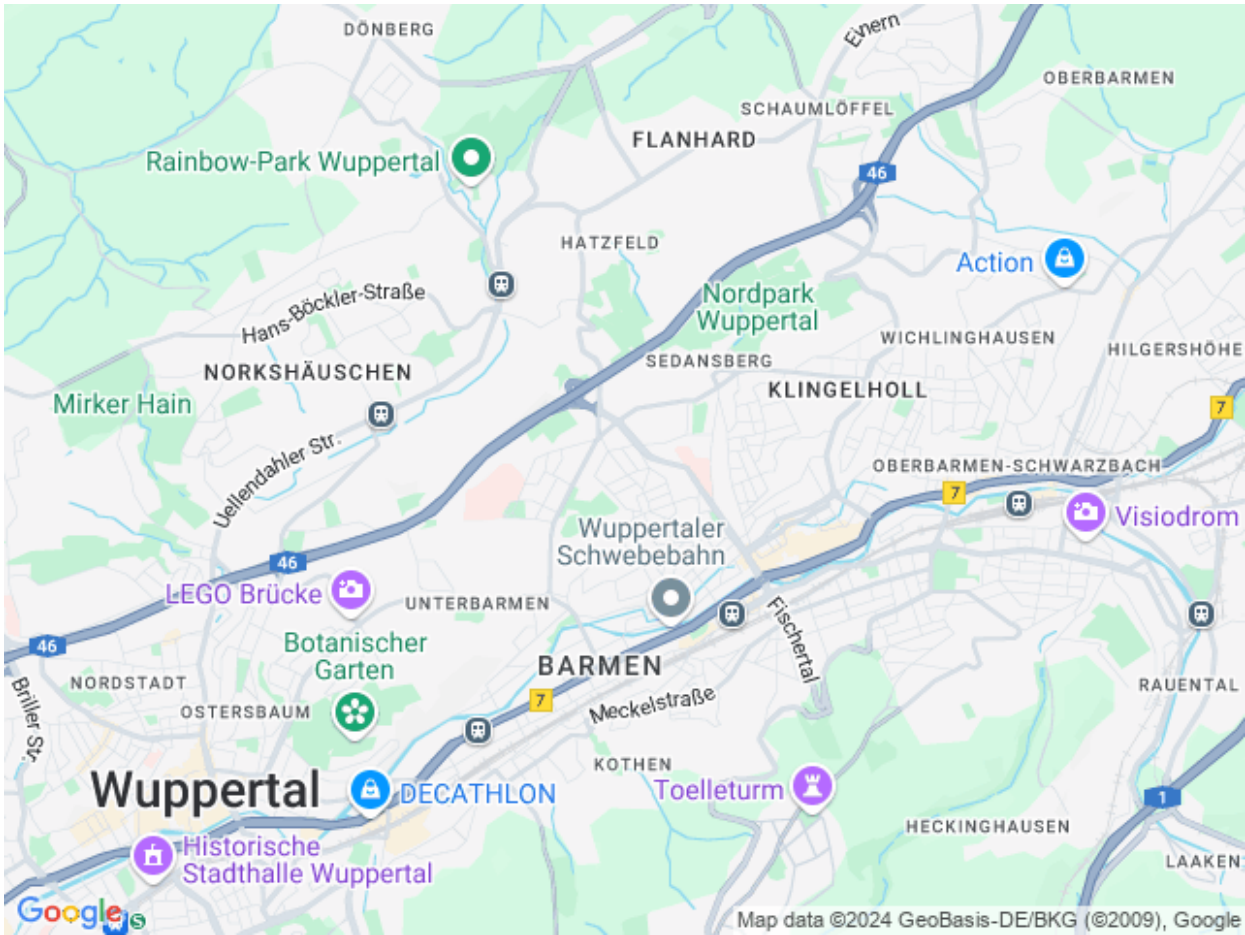 DÖNBERG
Einern
OBERBARMEN
SCHAUMLÖFFEL
FLANHARD
Rainbow-Park Wuppertal
46
HATZFELD
Action
Hans-Böckler-Straße
Nordpark
Wuppertal
WICHLINGHAUSEN
HILGERSHÖHE
SEDANSBERG
NORKSHÄUSCHEN
KLINGELHOLL
Mirker Hain
7
Uellendahler Str.
OBERBARMEN-SCHWARZBACH
7
Visiodrom
Wuppertaler
Schwebebahn
46
LEGO Brücke
UNTERBARMEN
Fischertal
46
Botanischer
Garten
BARMEN
NORDSTADT
RAUENTAL
Briller Str.
OSTERSBAUM
7
Meckelstraße
KOTHEN
Wuppertal
DECATHLON
Toelleturm
1
HECKINGHAUSEN
Historische
Stadthalle Wuppertal
LAAKEN
Google
S
Map data ©2024 GeoBasis-DE/BKG (©2009), Google